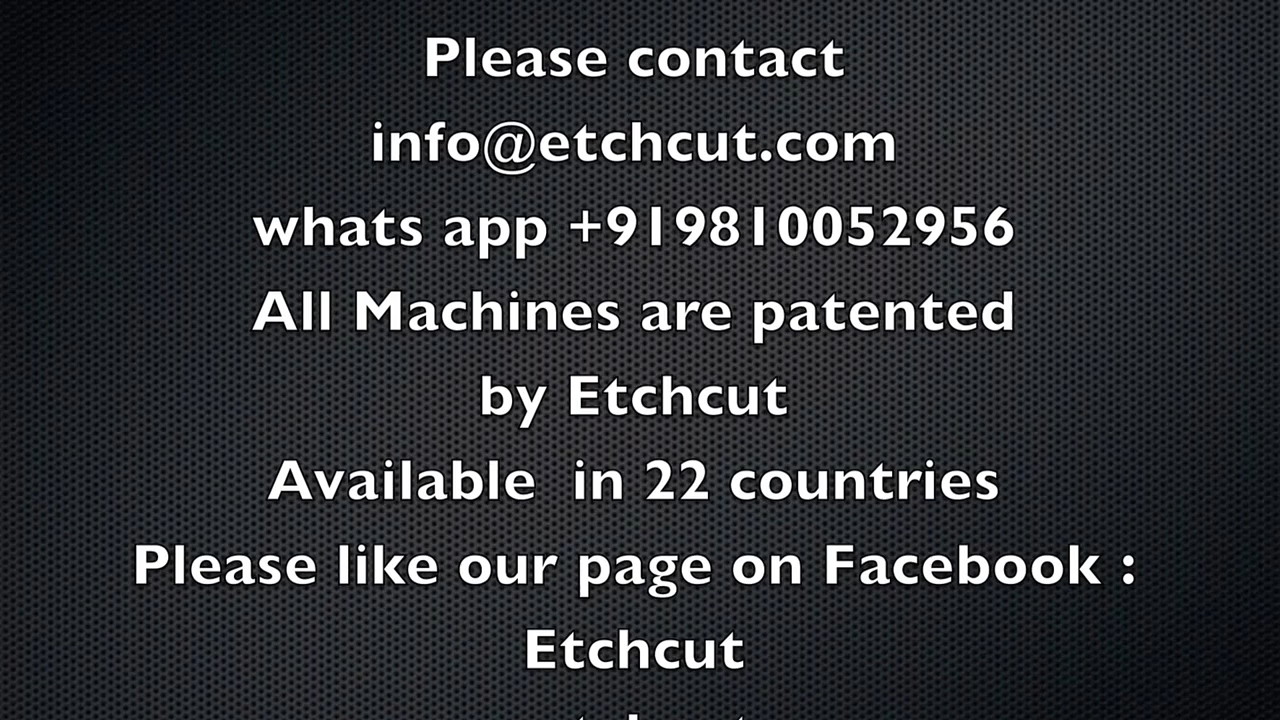 Please contact
info@etchcut.com
whats app +919810052956
All Machines are patented
by Etchcut
Available  in 22 countries
Please like our page on Facebook :
Etchcut